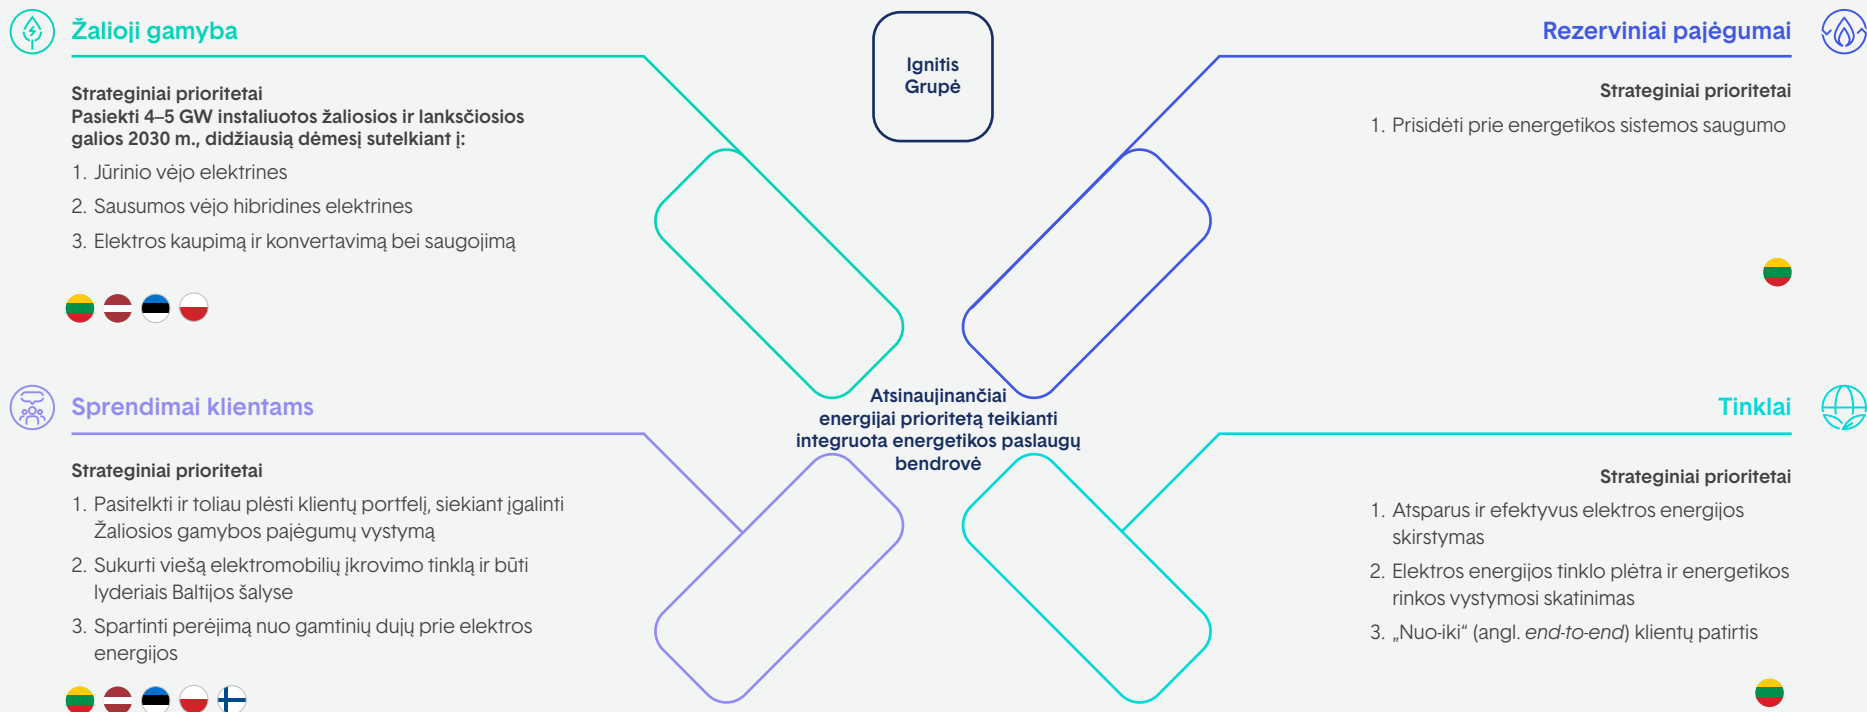 Žalioji gamyba
Strateginiai prioritetai
Pasiekti 4–5 GW instaliuotos žaliosios ir lanksčiosios
galios 2030 m., didžiausią dėmesį sutelkiant į:
1. Jūrinio vėjo elektrines
2. Sausumos vėjo hibridines elektrines
3. Elektros kaupimą ir konvertavimą bei saugojimą
Ignitis
Grupė
Rezerviniai pajėgumai
Strateginiai prioritetai
1. Prisidėti prie energetikos sistemos saugumo
Atsinaujinančiai
energijai prioritetą teikianti
integruota energetikos paslaugų
bendrovė
Sprendimai klientams
Strateginiai prioritetai
1. Pasitelkti ir toliau plėsti klientų portfelį, siekiant įgalinti
Žaliosios gamybos pajėgumų vystymą
2. Sukurti viešą elektromobilių įkrovimo tinklą ir būti
lyderiais Baltijos šalyse
3. Spartinti perėjimą nuo gamtinių dujų prie elektros
energijos
Tinklai
Strateginiai prioritetai
1. Atsparus ir efektyvus elektros energijos
skirstymas
2. Elektros energijos tinklo plėtra ir energetikos
rinkos vystymosi skatinimas
3. „Nuo-iki“ (angl. end-to-end) klientų patirtis